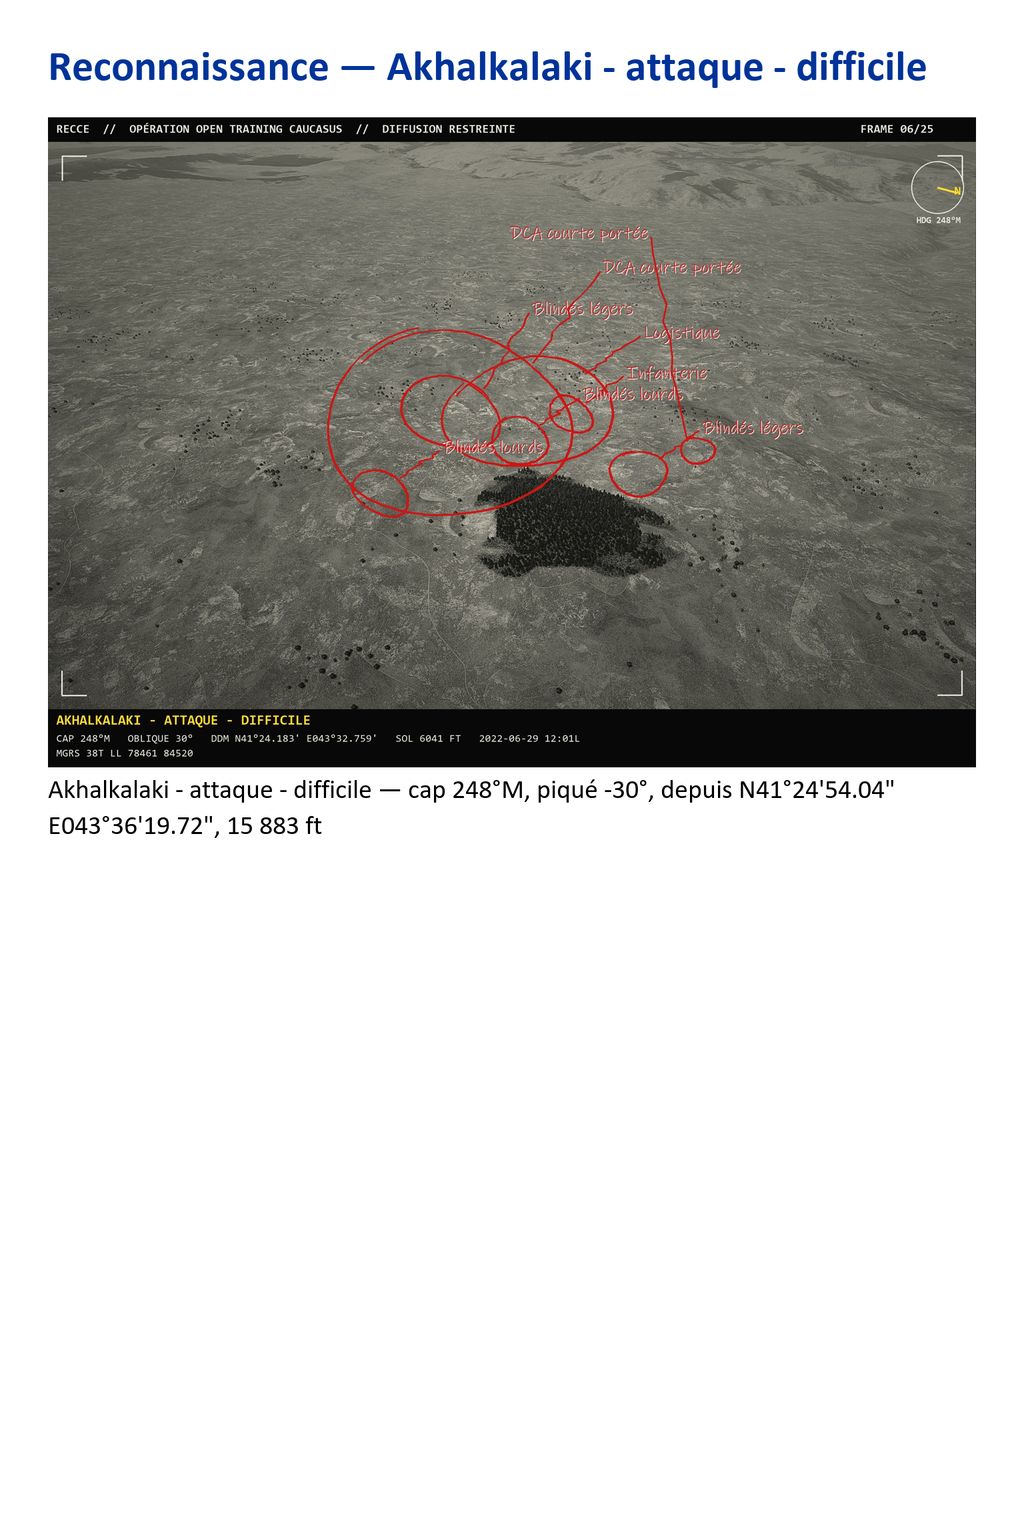 Reconnaissance — Akhalkalaki - attaque - difficile
RECCE // OPÉRATION OPEN TRAINING CAUCASUS // DIFFUSION RESTREINTE
FRAME 06/25
N
HDG 248°M
DCA courte portée
DCA courte portée
Blindés légers
Logistique
Infanterie
Blindés lourds
Blindés légers
Blindés lourds
AKHALKALAKI - ATTAQUE - DIFFICILE
CAP 248°M OBLIQUE 30° DDM N41°24.183' E043°32.759' SOL 6041 FT 2022-06-29 12:01L
MGRS 38T LL 78461 84520
Akhalkalaki - attaque - difficile — cap 248°M, piqué -30°, depuis N41°24'54.04"
E043°36'19.72", 15 883 ft